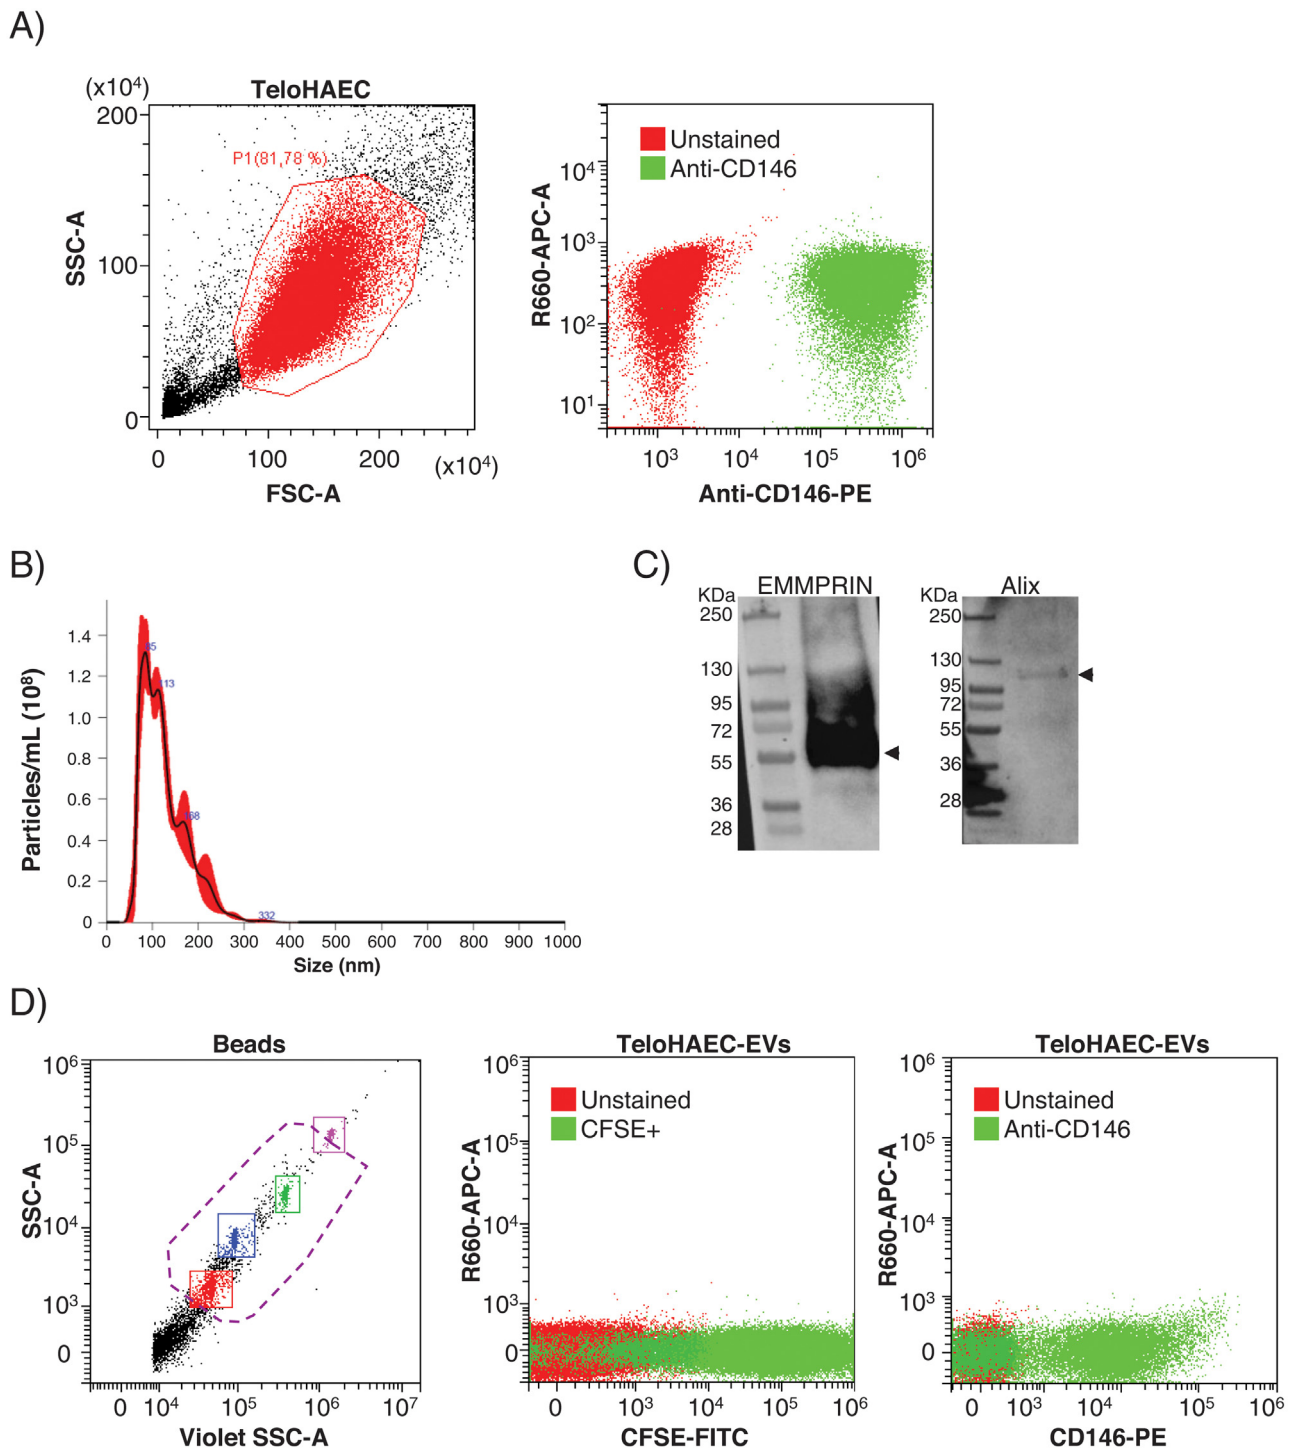 A)
(x10⁴)
TeloHAEC
200
100
0
P1(81,78 %)
SSC-A
0 100 200 (x10⁴)
FSC-A
Unstained
Anti-CD146
10⁴
10³
10²
10¹
R660-APC-A
10³ 10⁴ 10⁵ 10⁶
Anti-CD146-PE
B)
1.4
1.2
1.0
0.8
0.6
0.4
0.2
0
Particles/mL (10⁸)
113
168
332
0 100 200 300 400 500 600 700 800 900 1000
Size (nm)
C)
EMMPRIN
KDa
250
130
95
72
55
36
28
Alix
KDa
250
130
95
72
55
36
28
D)
Beads
10⁶
10⁵
10⁴
10³
0
SSC-A
0 10⁴ 10⁵ 10⁶ 10⁷
Violet SSC-A
TeloHAEC-EVs
Unstained
CFSE+
10⁶
10⁵
10⁴
10³
0
R660-APC-A
0 10³ 10⁴ 10⁵ 10⁶
CFSE-FITC
TeloHAEC-EVs
Unstained
Anti-CD146
10⁶
10⁵
10⁴
10³
0
R660-APC-A
0 10³ 10⁴ 10⁵ 10⁶
CD146-PE